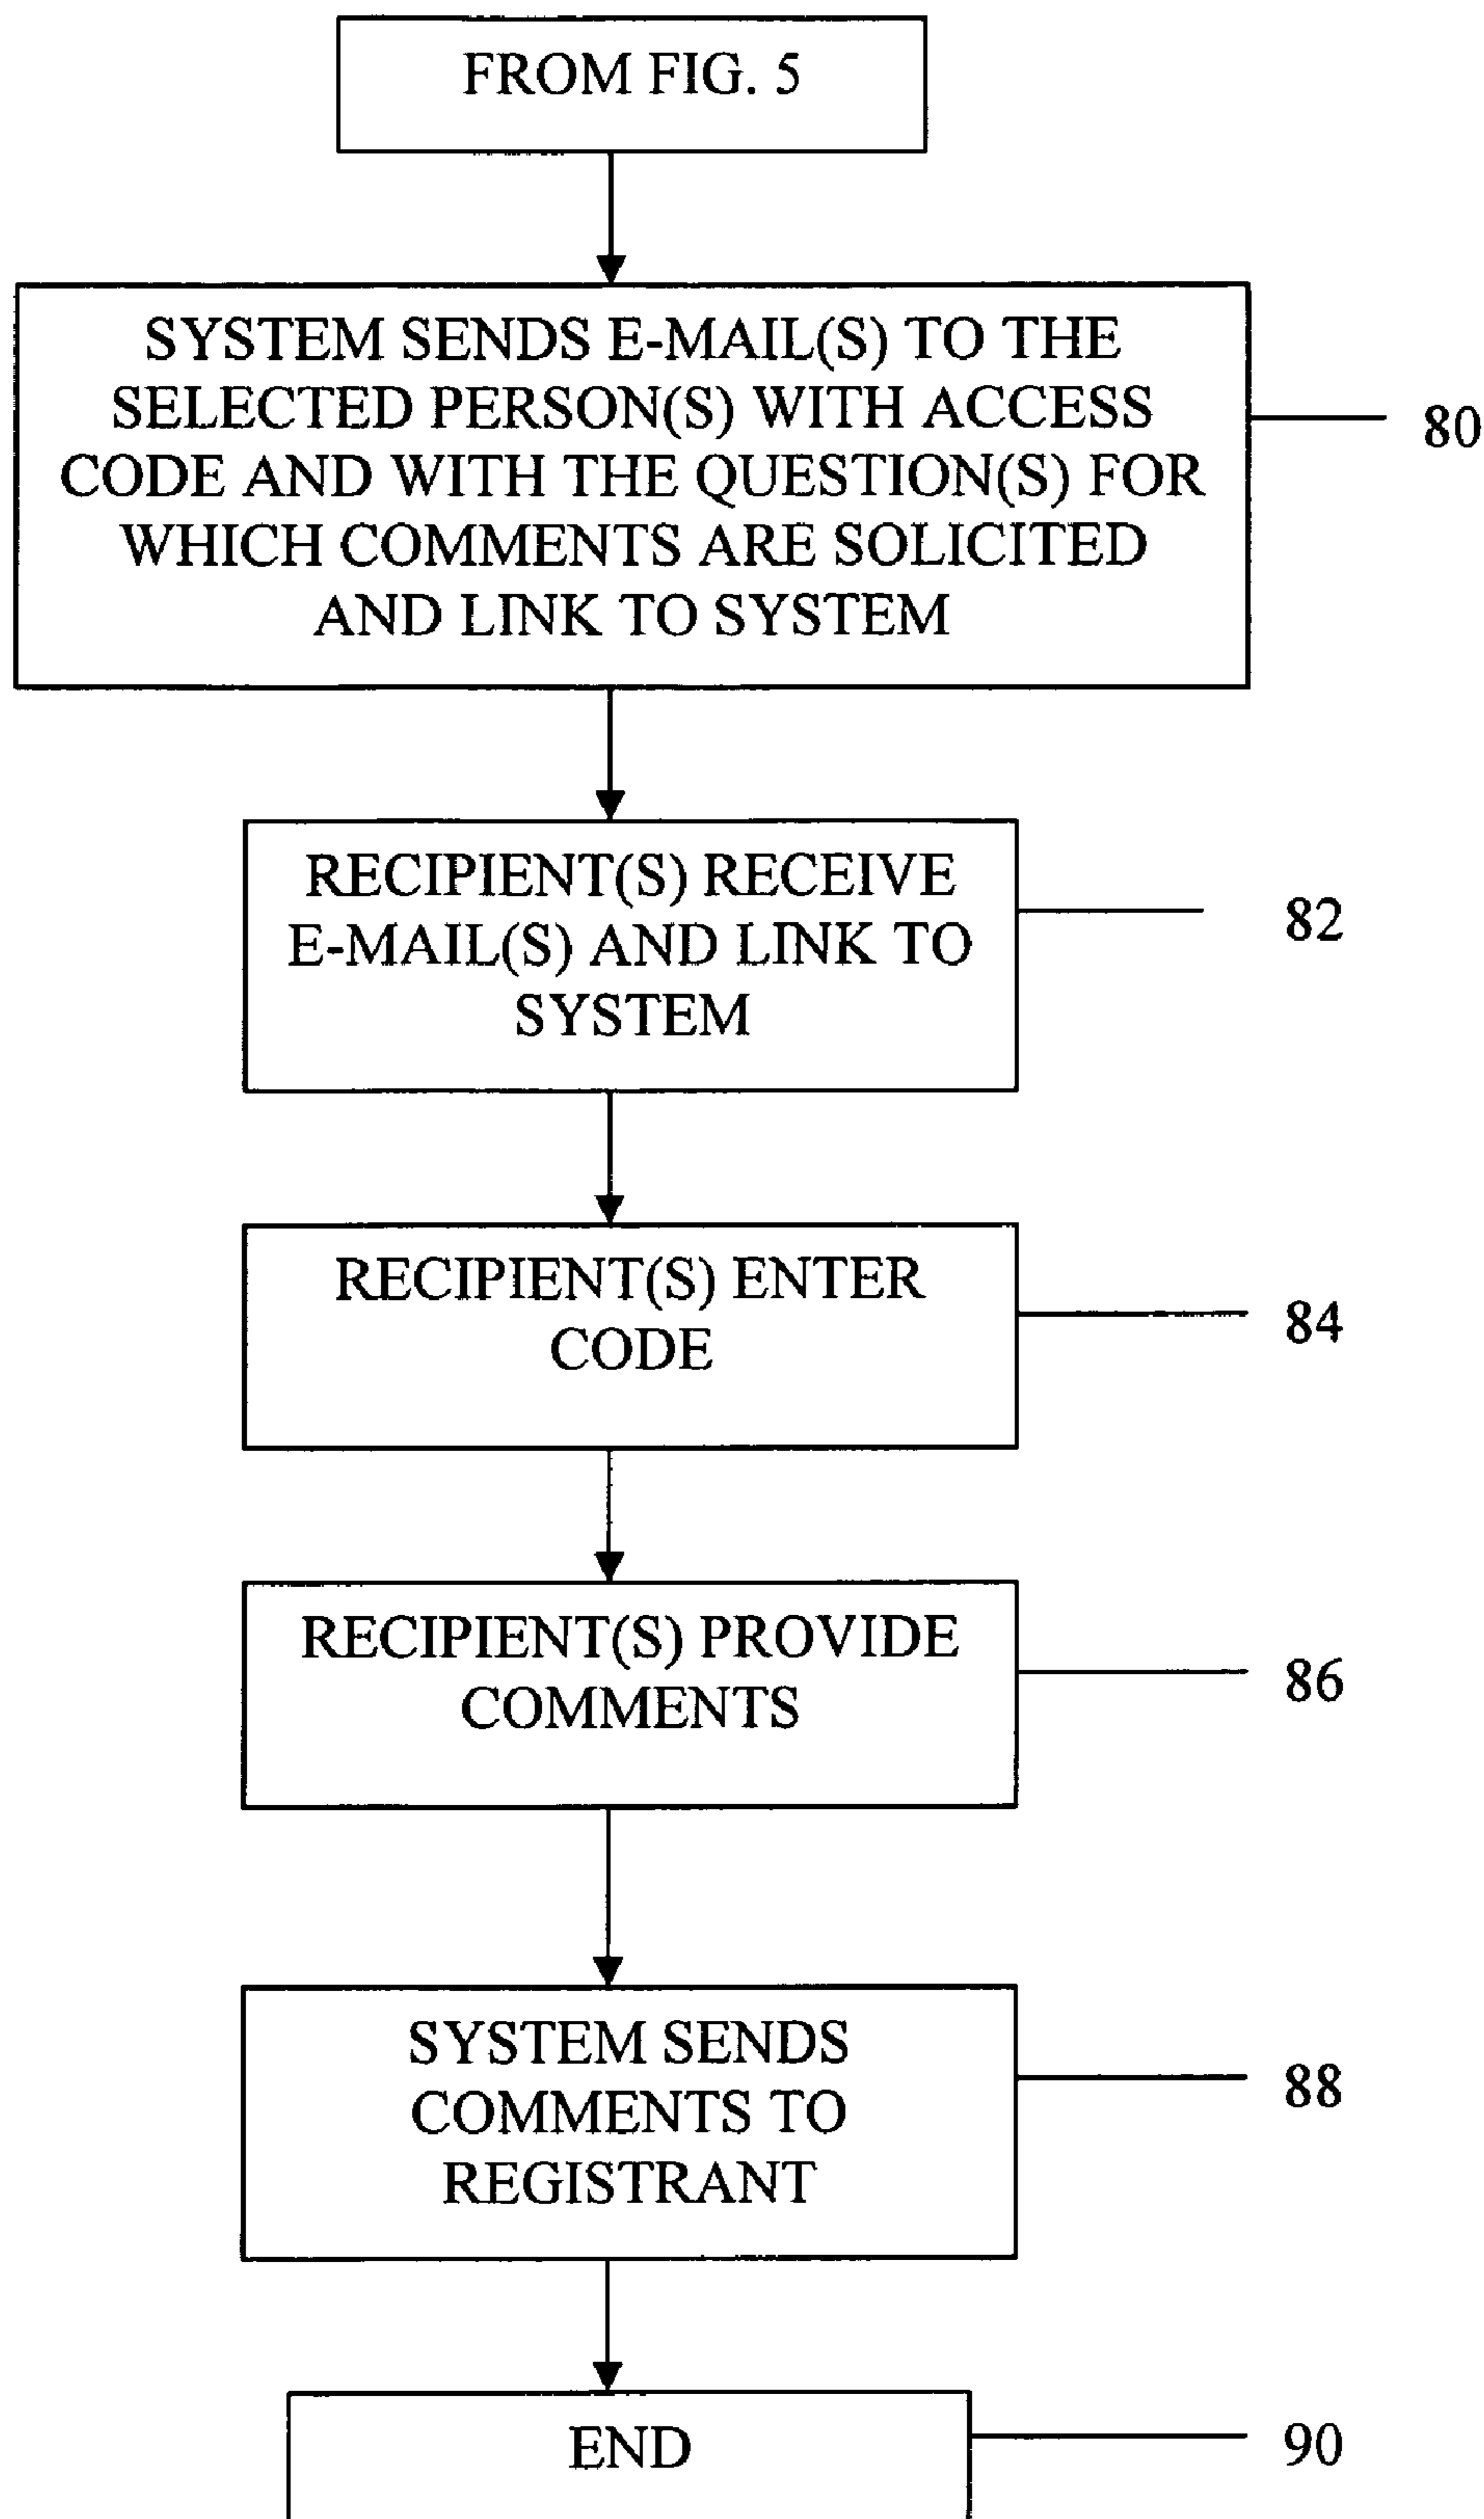 FROM FIG. 5
SYSTEM SENDS E-MAIL(S) TO THE
SELECTED PERSON(S) WITH ACCESS
CODE AND WITH THE QUESTION(S) FOR
WHICH COMMENTS ARE SOLICITED
AND LINK TO SYSTEM
80
RECIPIENT(S) RECEIVE
E-MAIL(S) AND LINK TO
SYSTEM
82
RECIPIENT(S) ENTER
CODE
84
RECIPIENT(S) PROVIDE
COMMENTS
86
SYSTEM SENDS
COMMENTS TO
REGISTRANT
88
END
90